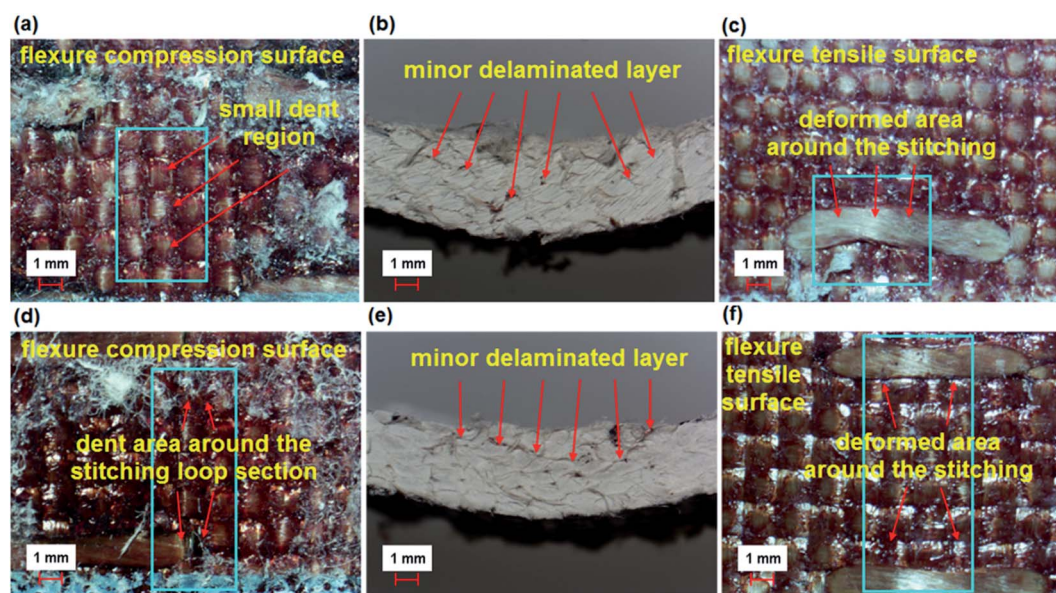 (a)
flexure compression surface
small dent
region
1 mm
(b)
minor delaminated layer
1 mm
(c)
flexure tensile surface
deformed area
around the stitching
1 mm
(d)
flexure compression surface
dent area around the
stitching loop section
1 mm
(e)
minor delaminated layer
1 mm
(f)
flexure
tensile
surface
deformed area
around the stitching
1 mm